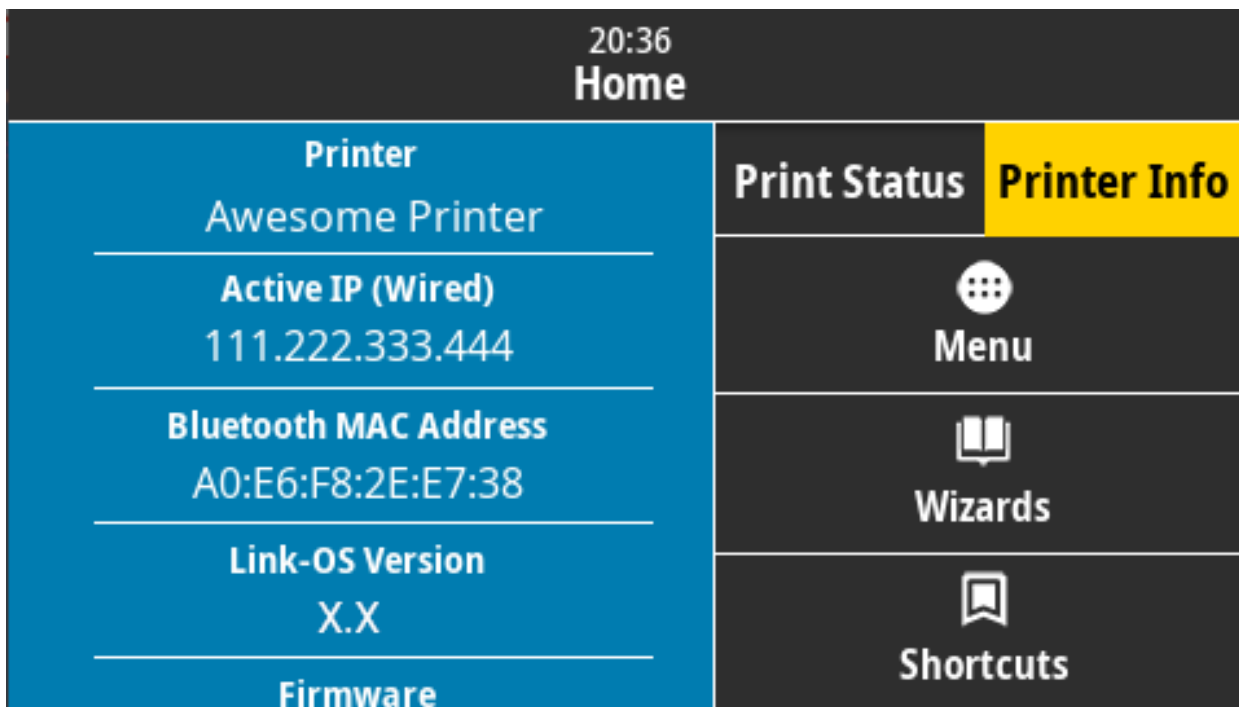 20:36
Home
Printer
Awesome Printer
Active IP (Wired)
111.222.333.444
Bluetooth MAC Address
A0:E6:F8:2E:E7:38
Link-OS Version
X.X
Firmware
Print Status
Printer Info
Menu
Wizards
Shortcuts